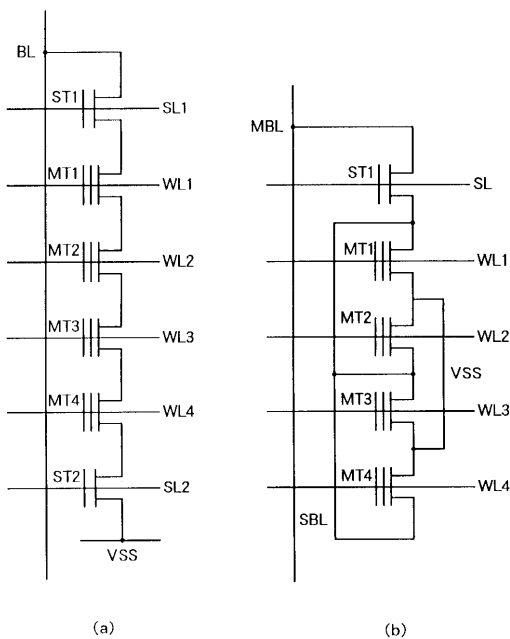 BL
ST1
SL1
MT1
WL1
MT2
WL2
MT3
WL3
MT4
WL4
ST2
SL2
VSS
(a)
MBL
ST1
SL
MT1
WL1
MT2
WL2
VSS
MT3
WL3
MT4
WL4
SBL
(b)